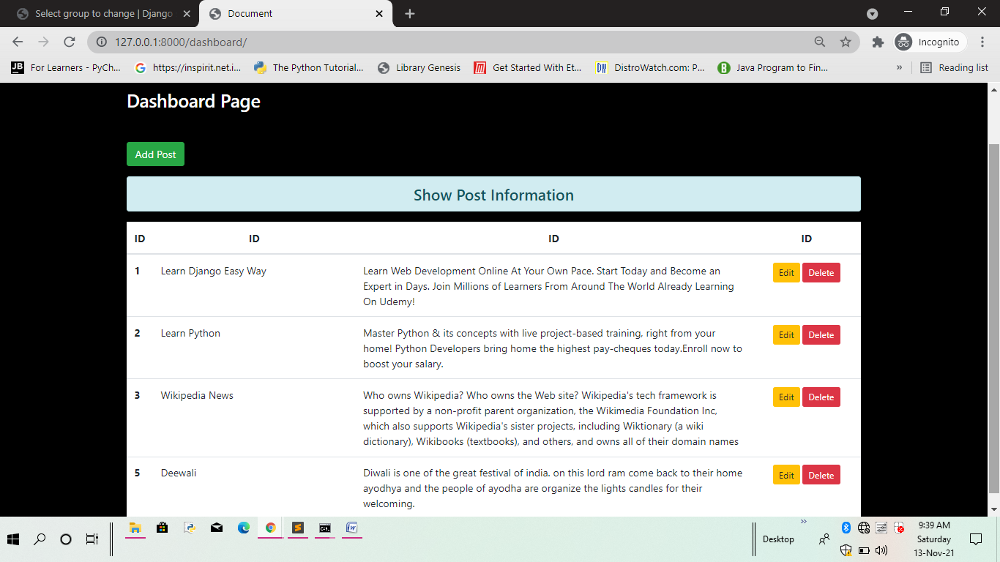 Select group to change | Django
Document
127.0.0.1:8000/dashboard/
Incognito
For Learners - PyCh...
https://inspirit.net.i...
The Python Tutorial...
Library Genesis
Get Started With Et...
DistroWatch.com: P...
Java Program to Fin...
»
Reading list
Dashboard Page
Add Post
Show Post Information
ID ID ID ID
1 Learn Django Easy Way Learn Web Development Online At Your Own Pace. Start Today and Become an
Expert in Days. Join Millions of Learners From Around The World Already Learning
On Udemy!
Edit Delete
2 Learn Python Master Python & its concepts with live project-based training, right from your
home! Python Developers bring home the highest pay-cheques today.Enroll now to
boost your salary.
Edit Delete
3 Wikipedia News Who owns Wikipedia? Who owns the Web site? Wikipedia's tech framework is
supported by a non-profit parent organization, the Wikimedia Foundation Inc,
which also supports Wikipedia's sister projects, including Wiktionary (a wiki
dictionary), Wikibooks (textbooks), and others, and owns all of their domain names
Edit Delete
5 Deewali Diwali is one of the great festival of india. on this lord ram come back to their home
ayodhya and the people of ayodha are organize the lights candles for their
welcoming.
Edit Delete
Desktop
»
9:39 AM
Saturday
13-Nov-21